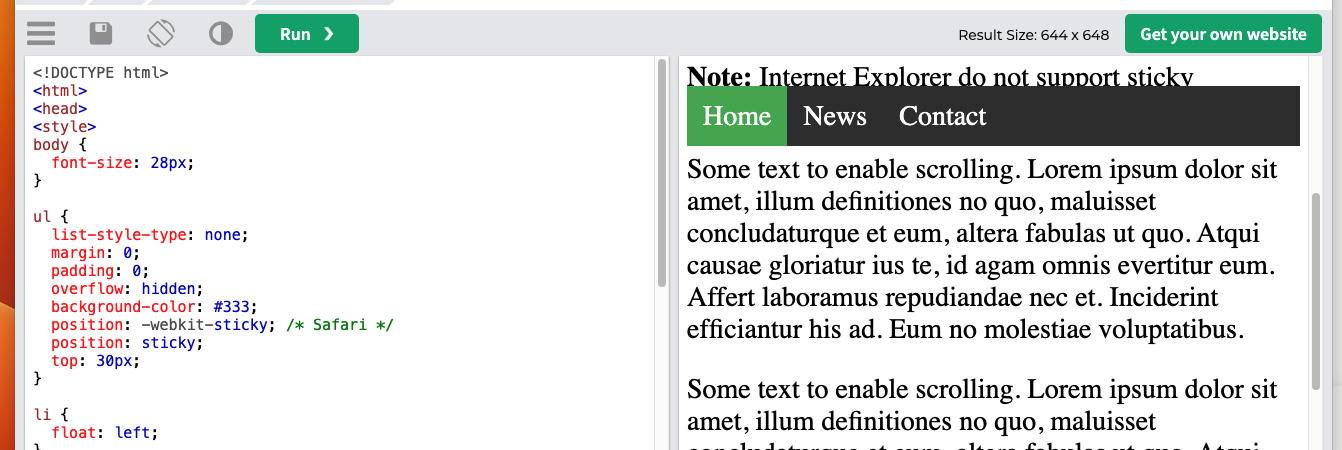 Run ❯
Result Size: 644 x 648
Get your own website
<!DOCTYPE html>
<html>
<head>
<style>
body {
  font-size: 28px;
}
ul {
  list-style-type: none;
  margin: 0;
  padding: 0;
  overflow: hidden;
  background-color: #333;
  position: -webkit-sticky; /* Safari */
  position: sticky;
  top: 30px;
}
li {
  float: left;
Note: Internet Explorer do not support sticky
Home News Contact
Some text to enable scrolling. Lorem ipsum dolor sit
amet, illum definitiones no quo, maluisset
concludaturque et eum, altera fabulas ut quo. Atqui
causae gloriatur ius te, id agam omnis evertitur eum.
Affert laboramus repudiandae nec et. Inciderint
efficiantur his ad. Eum no molestiae voluptatibus.
Some text to enable scrolling. Lorem ipsum dolor sit
amet, illum definitiones no quo, maluisset